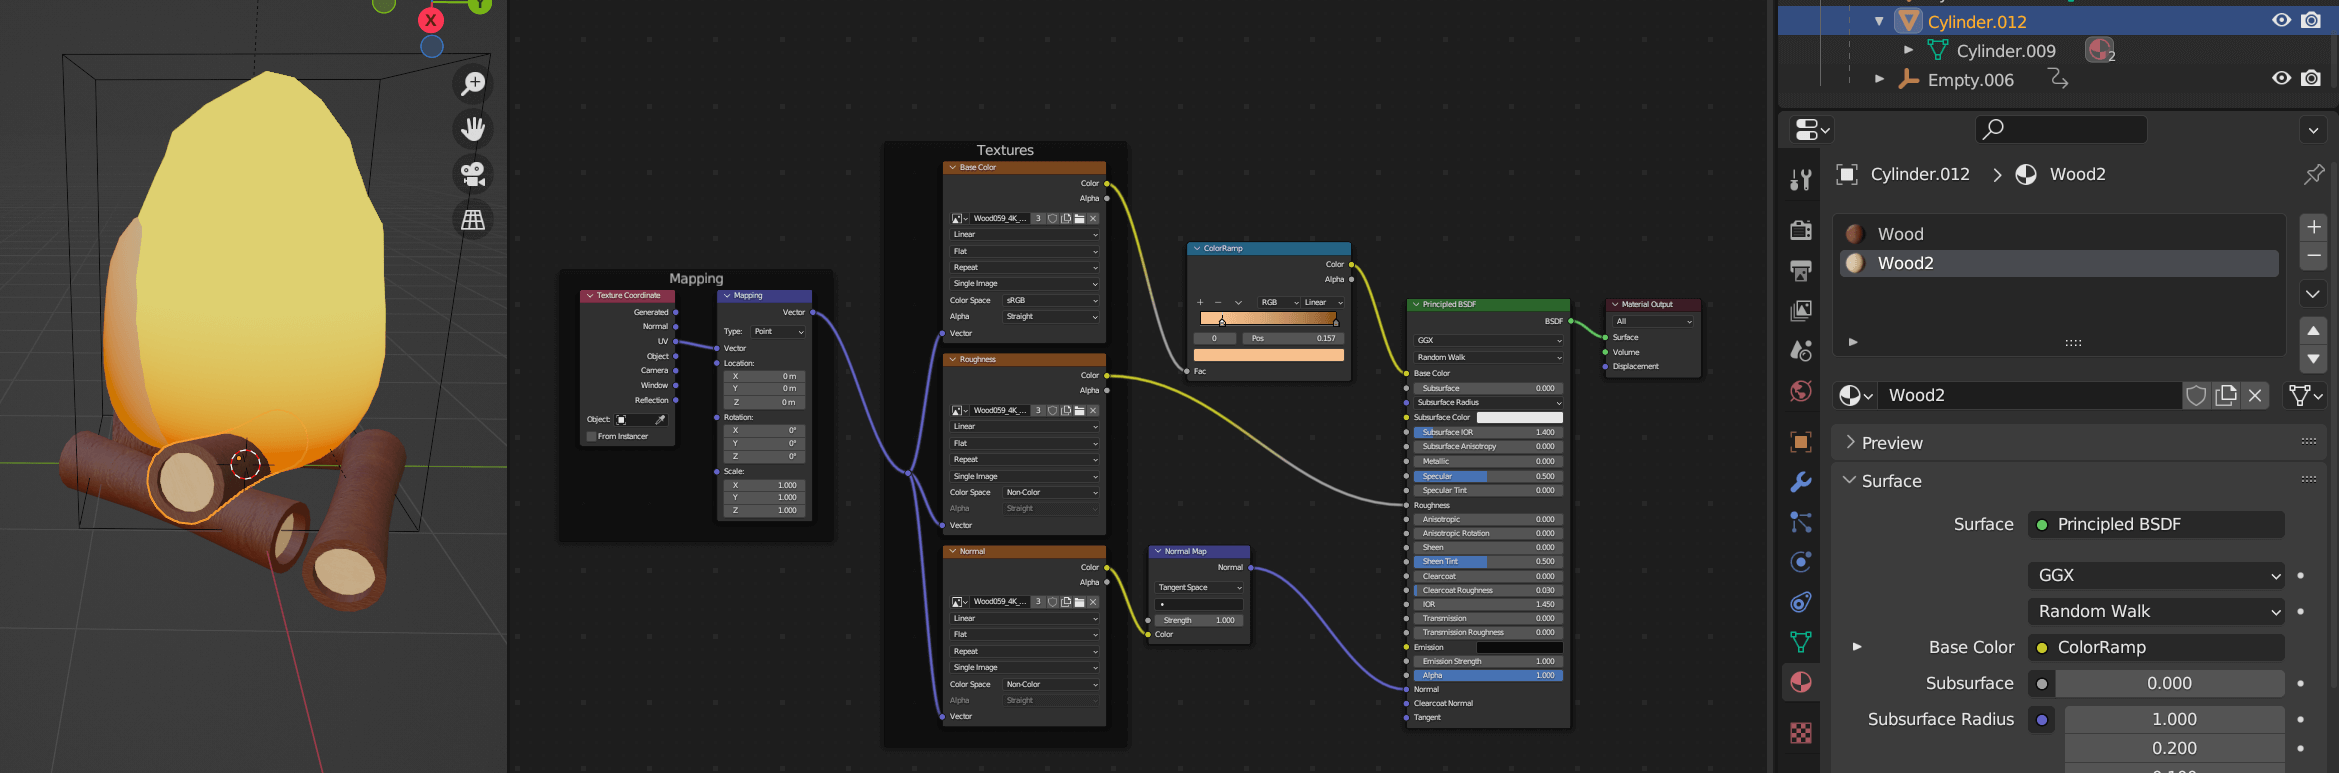 Y
X
Mapping
Texture Coordinate
Generated
Normal
UV
Object
Camera
Window
Reflection
Object:
From Instancer
Mapping
Vector
Type: Point
Vector
Location:
X 0 m
Y 0 m
Z 0 m
Rotation:
X 0°
Y 0°
Z 0°
Scale:
X 1.000
Y 1.000
Z 1.000
Textures
Base Color
Color
Alpha
Wood059_4K_... 3
Linear
Flat
Repeat
Single Image
Color Space sRGB
Alpha Straight
Vector
Roughness
Color
Alpha
Wood059_4K_... 3
Linear
Flat
Repeat
Single Image
Color Space Non-Color
Alpha Straight
Vector
Normal
Color
Alpha
Wood059_4K_... 3
Linear
Flat
Repeat
Single Image
Color Space Non-Color
Alpha Straight
Vector
ColorRamp
Color
Alpha
RGB Linear
0 Pos 0.157
Fac
Normal Map
Normal
Tangent Space
Strength 1.000
Color
Principled BSDF
BSDF
GGX
Random Walk
Base Color
Subsurface 0.000
Subsurface Radius
Subsurface Color
Subsurface IOR 1.400
Subsurface Anisotropy 0.000
Metallic 0.000
Specular 0.500
Specular Tint 0.000
Roughness
Anisotropic 0.000
Anisotropic Rotation 0.000
Sheen 0.000
Sheen Tint 0.500
Clearcoat 0.000
Clearcoat Roughness 0.030
IOR 1.450
Transmission 0.000
Transmission Roughness 0.000
Emission
Emission Strength 1.000
Alpha 1.000
Normal
Clearcoat Normal
Tangent
Material Output
All
Surface
Volume
Displacement
Cylinder.012
Cylinder.009 2
Empty.006
Cylinder.012 > Wood2
Wood
Wood2
Wood2
Preview
Surface
Surface Principled BSDF
GGX
Random Walk
Base Color ColorRamp
Subsurface 0.000
Subsurface Radius 1.000
0.200